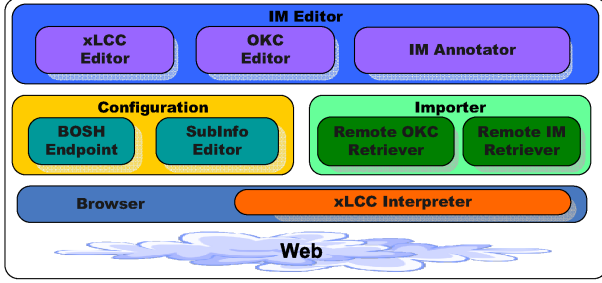 IM Editor
xLCC
Editor
OKC
Editor
IM Annotator
Configuration
BOSH
Endpoint
SubInfo
Editor
Importer
Remote OKC
Retriever
Remote IM
Retriever
Browser
xLCC Interpreter
Web